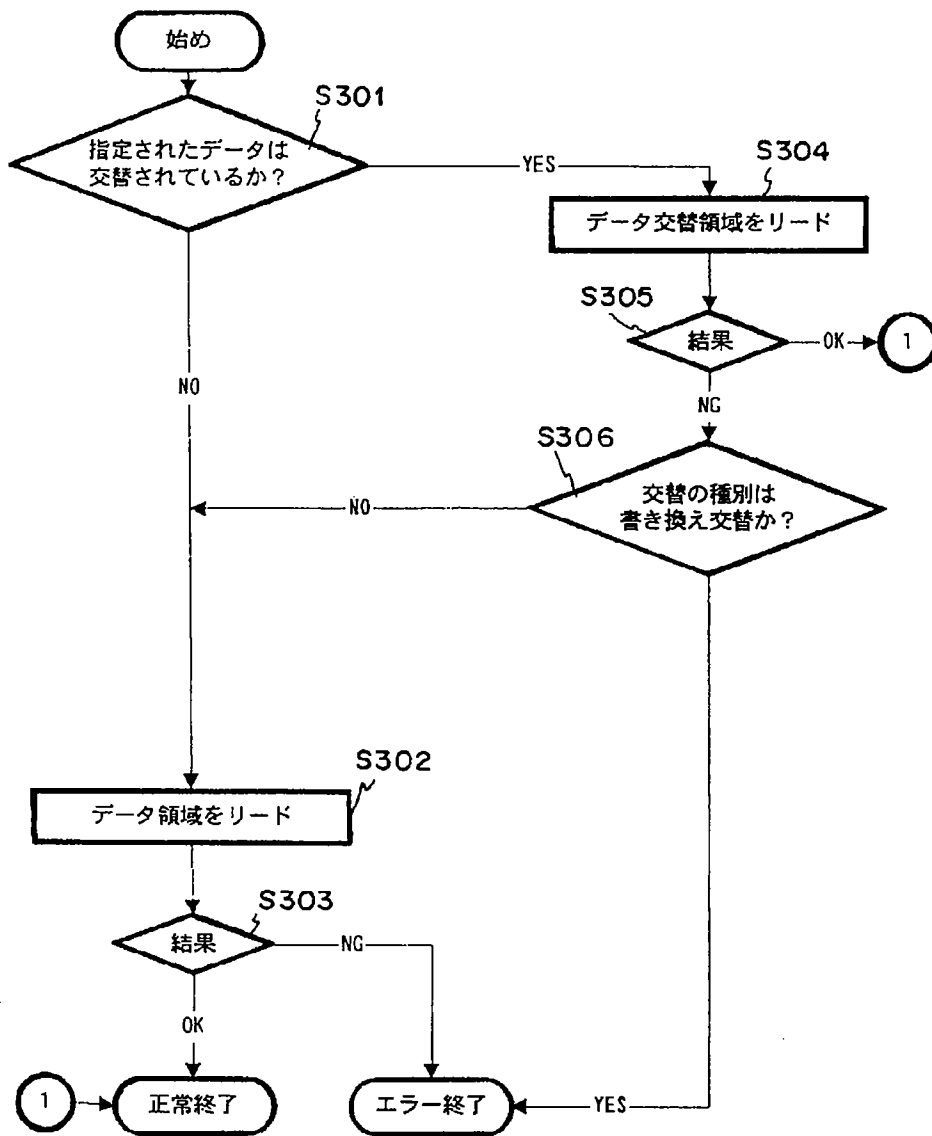 始め
S301
指定されたデータは
交替されているか？
YES
S304
データ交替領域をリード
S305
結果
OK
1
NG
NO
S306
交替の種別は
書き換え交替か？
NO
S302
データ領域をリード
S303
結果
NG
OK
1
正常終了
エラー終了
YES